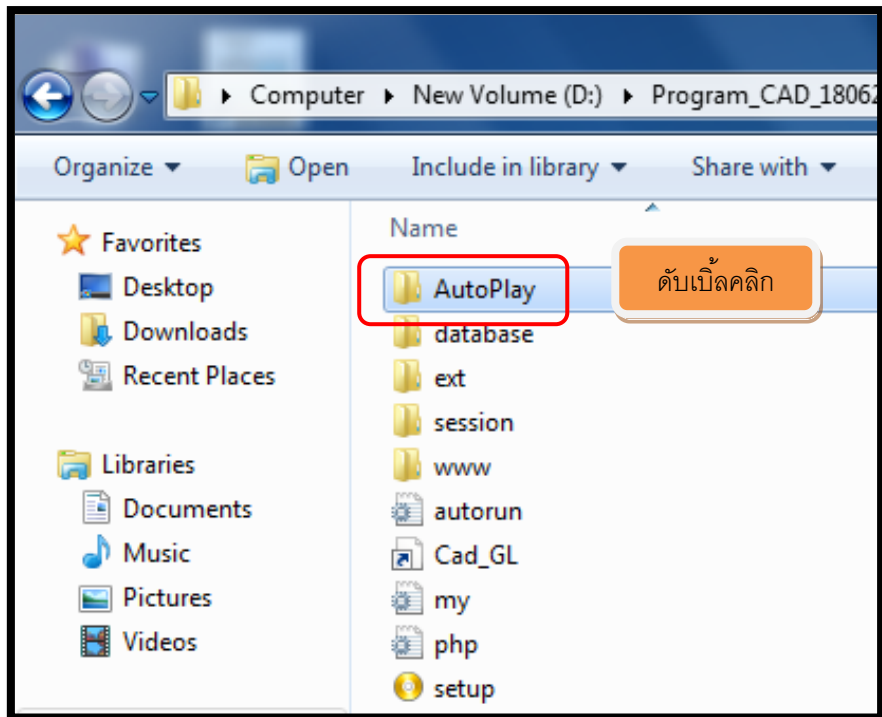 Computer ▸ New Volume (D:) ▸ Program_CAD_18062
Organize Open Include in library Share with
Name
Favorites
Desktop
Downloads
Recent Places
Libraries
Documents
Music
Pictures
Videos
AutoPlay
ดับเบิ้ลคลิก
database
ext
session
www
autorun
Cad_GL
my
php
setup